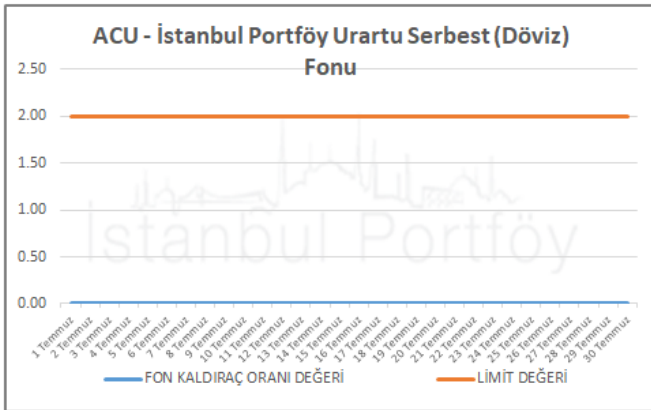 ACU - İstanbul Portföy Urartu Serbest (Döviz)
Fonu
2.50
2.00
1.50
1.00
0.50
0.00
İstanbul Portföy
1 Temmuz
2 Temmuz
3 Temmuz
4 Temmuz
5 Temmuz
6 Temmuz
7 Temmuz
8 Temmuz
9 Temmuz
10 Temmuz
11 Temmuz
12 Temmuz
13 Temmuz
14 Temmuz
15 Temmuz
16 Temmuz
17 Temmuz
18 Temmuz
19 Temmuz
20 Temmuz
21 Temmuz
22 Temmuz
23 Temmuz
24 Temmuz
25 Temmuz
26 Temmuz
27 Temmuz
28 Temmuz
29 Temmuz
30 Temmuz
FON KALDIRAÇ ORANI DEĞERİ
LİMİT DEĞERİ